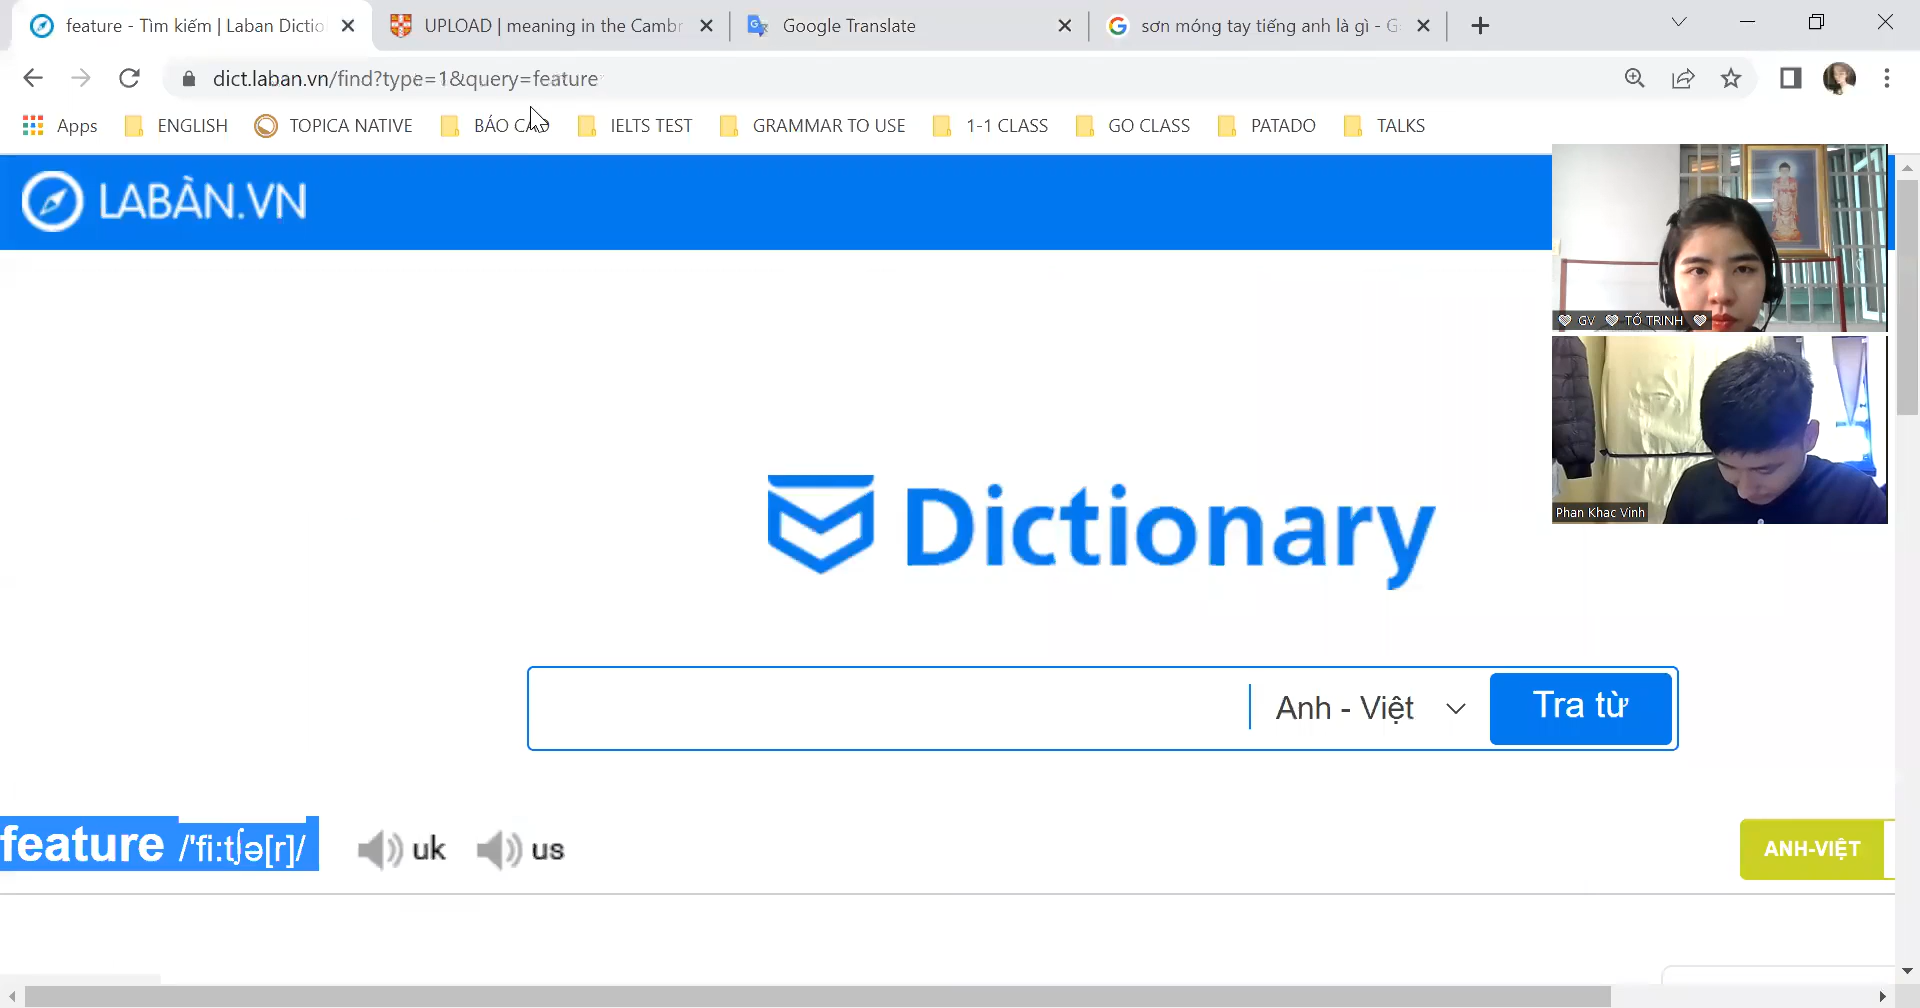 feature - Tìm kiếm | Laban Dictio
UPLOAD | meaning in the Cambr
Google Translate
sơn móng tay tiếng anh là gì - G
dict.laban.vn/find?type=1&query=feature
Apps
ENGLISH
TOPICA NATIVE
BÁO CÁO
IELTS TEST
GRAMMAR TO USE
1-1 CLASS
GO CLASS
PATADO
TALKS
LABÀN.VN
GV TỐ TRINH
Phan Khac Vinh
Dictionary
Anh - Việt
Tra từ
feature /'fi:t∫ə[r]/
uk
us
ANH-VIỆT